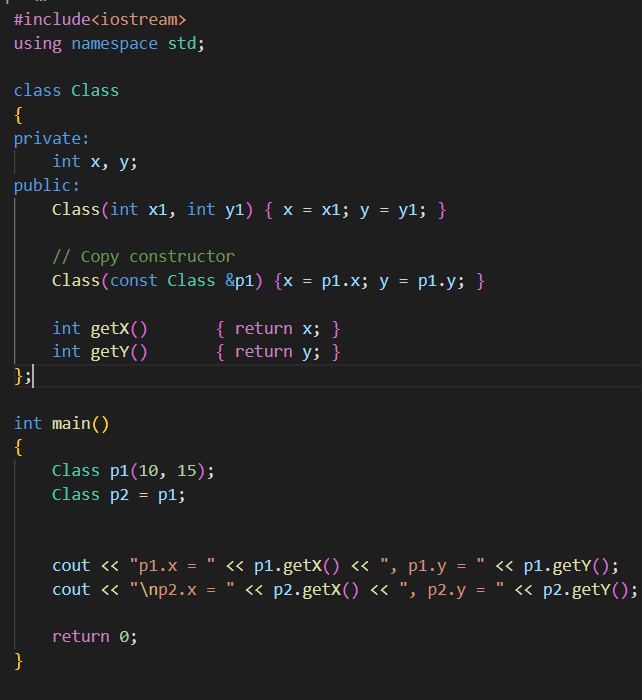 #include<iostream>
using namespace std;
class Class
{
private:
    int x, y;
public:
    Class(int x1, int y1) { x = x1; y = y1; }
    // Copy constructor
    Class(const Class &p1) {x = p1.x; y = p1.y; }
    int getX()       { return x; }
    int getY()       { return y; }
};
int main()
{
    Class p1(10, 15);
    Class p2 = p1;
    cout << "p1.x = " << p1.getX() << ", p1.y = " << p1.getY();
    cout << "\np2.x = " << p2.getX() << ", p2.y = " << p2.getY();
    return 0;
}